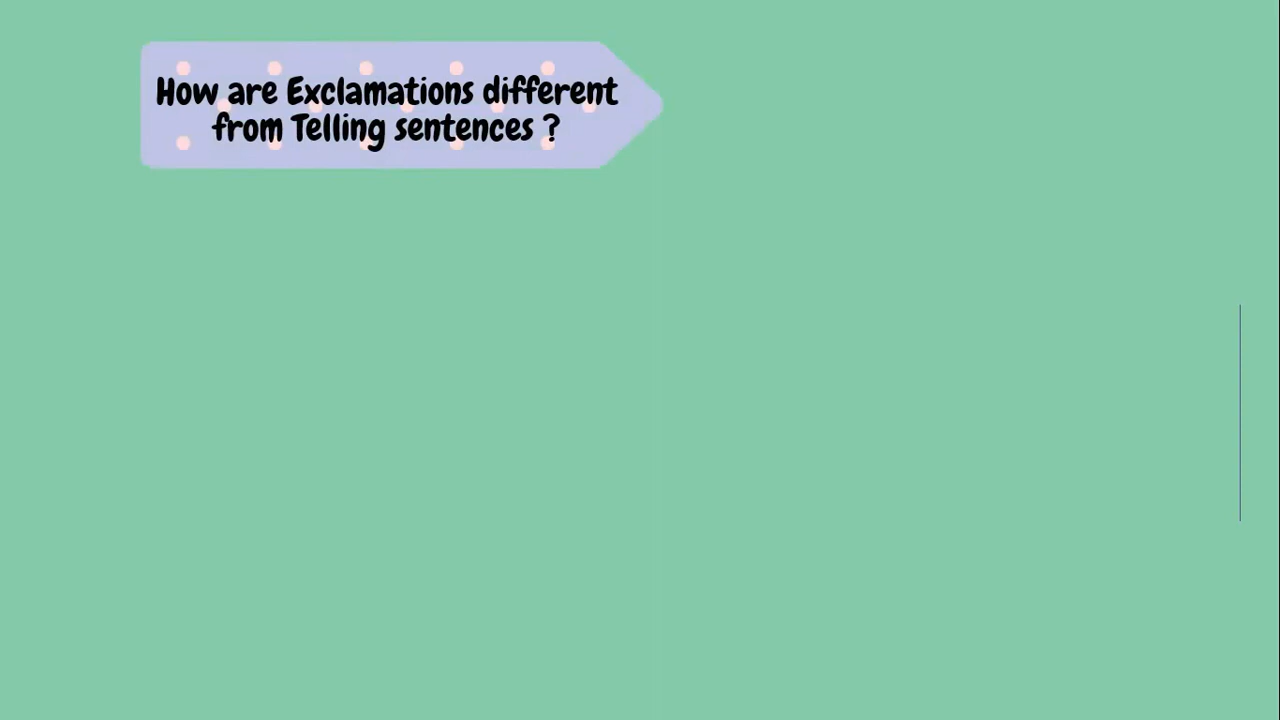 How are Exclamations different
from Telling sentences ?